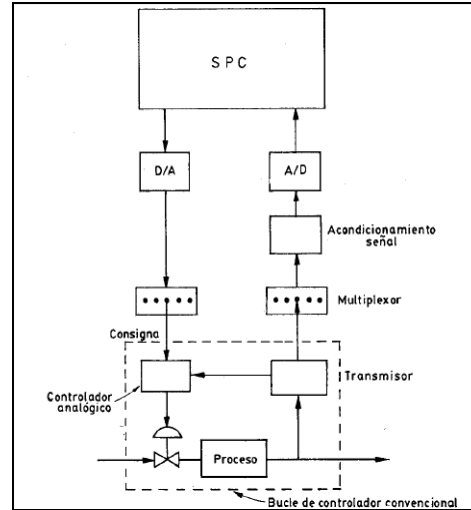 SPC
D/A
A/D
Acondicionamiento
señal
Multiplexor
Consigna
Controlador
analógico
Transmisor
Proceso
Bucle de controlador convencional